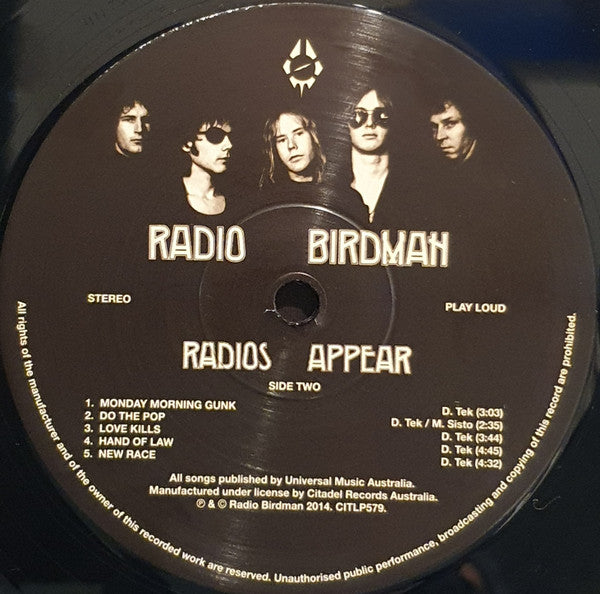 RADIO BIRDMAN
STEREO
PLAY LOUD
RADIOS APPEAR
SIDE TWO
1. MONDAY MORNING GUNK D. Tek (3:03)
2. DO THE POP D. Tek / M. Sisto (2:35)
3. LOVE KILLS D. Tek (3:44)
4. HAND OF LAW D. Tek (4:45)
5. NEW RACE D. Tek (4:32)
All songs published by Universal Music Australia.
Manufactured under license by Citadel Records Australia.
℗ & © Radio Birdman 2014. CITLP579.
All rights of the manufacturer and of the owner of this recorded work are reserved. Unauthorised public performance, broadcasting and copying of this record are prohibited.